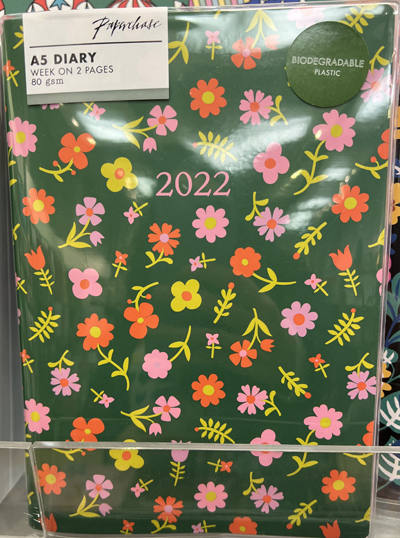 Paperchase
A5 DIARY
WEEK ON 2 PAGES
80 gsm
BIODEGRADABLE
PLASTIC
2022